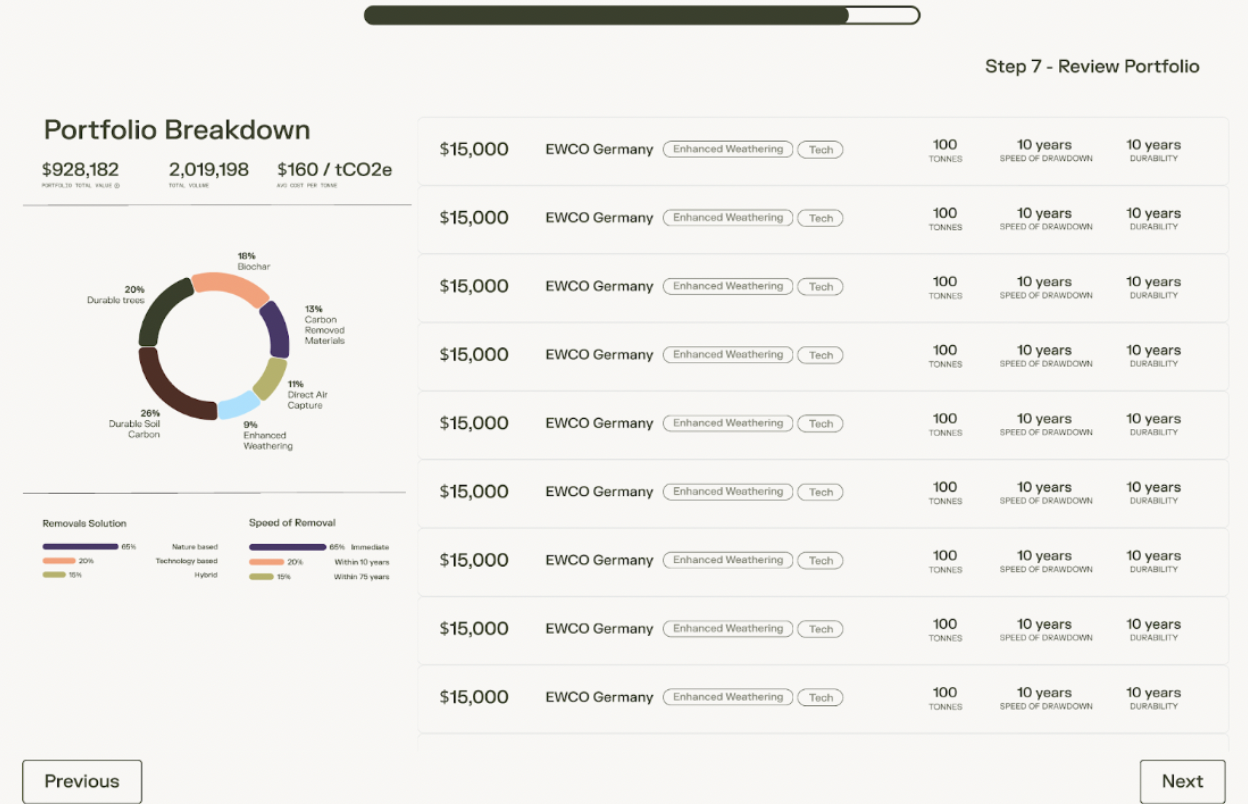 Step 7 - Review Portfolio
Portfolio Breakdown
$928,182 2,019,198 $160 / tCO2e
PORTFOLIO TOTAL VALUE TOTAL VOLUME AVG COST PER TONNE
18%
Biochar
20%
Durable trees
13%
Carbon
Removed
Materials
11%
Direct Air
Capture
26%
Durable Soil
Carbon
9%
Enhanced
Weathering
Removals Solution
65% Nature based
20% Technology based
15% Hybrid
Speed of Removal
65% Immediate
20% Within 10 years
15% Within 75 years
$15,000 EWCO Germany Enhanced Weathering Tech 100 10 years 10 years
TONNES SPEED OF DRAWDOWN DURABILITY
$15,000 EWCO Germany Enhanced Weathering Tech 100 10 years 10 years
TONNES SPEED OF DRAWDOWN DURABILITY
$15,000 EWCO Germany Enhanced Weathering Tech 100 10 years 10 years
TONNES SPEED OF DRAWDOWN DURABILITY
$15,000 EWCO Germany Enhanced Weathering Tech 100 10 years 10 years
TONNES SPEED OF DRAWDOWN DURABILITY
$15,000 EWCO Germany Enhanced Weathering Tech 100 10 years 10 years
TONNES SPEED OF DRAWDOWN DURABILITY
$15,000 EWCO Germany Enhanced Weathering Tech 100 10 years 10 years
TONNES SPEED OF DRAWDOWN DURABILITY
$15,000 EWCO Germany Enhanced Weathering Tech 100 10 years 10 years
TONNES SPEED OF DRAWDOWN DURABILITY
$15,000 EWCO Germany Enhanced Weathering Tech 100 10 years 10 years
TONNES SPEED OF DRAWDOWN DURABILITY
$15,000 EWCO Germany Enhanced Weathering Tech 100 10 years 10 years
TONNES SPEED OF DRAWDOWN DURABILITY
Previous
Next